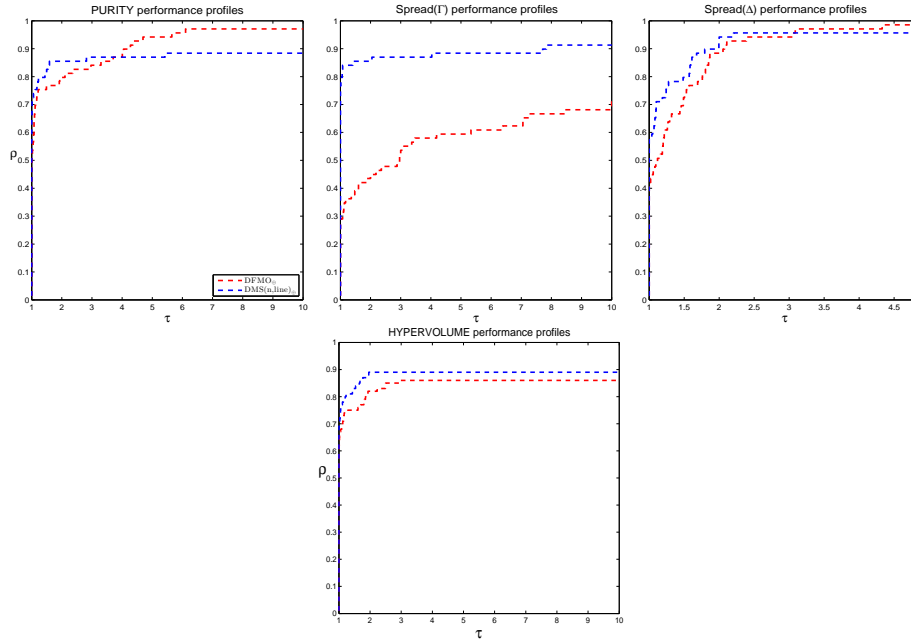 PURITY performance profiles
1
0.9
0.8
0.7
0.6
0.5
0.4
0.3
0.2
0.1
0
ρ
1 2 3 4 5 6 7 8 9 10
τ
DFMO
DMS(n,line)
Spread(Γ) performance profiles
1
0.9
0.8
0.7
0.6
0.5
0.4
0.3
0.2
0.1
0
1 2 3 4 5 6 7 8 9 10
τ
Spread(Δ) performance profiles
1
0.9
0.8
0.7
0.6
0.5
0.4
0.3
0.2
0.1
0
1 1.5 2 2.5 3 3.5 4 4.5
τ
HYPERVOLUME performance profiles
1
0.9
0.8
0.7
0.6
0.5
0.4
0.3
0.2
0.1
0
ρ
1 2 3 4 5 6 7 8 9 10
τ